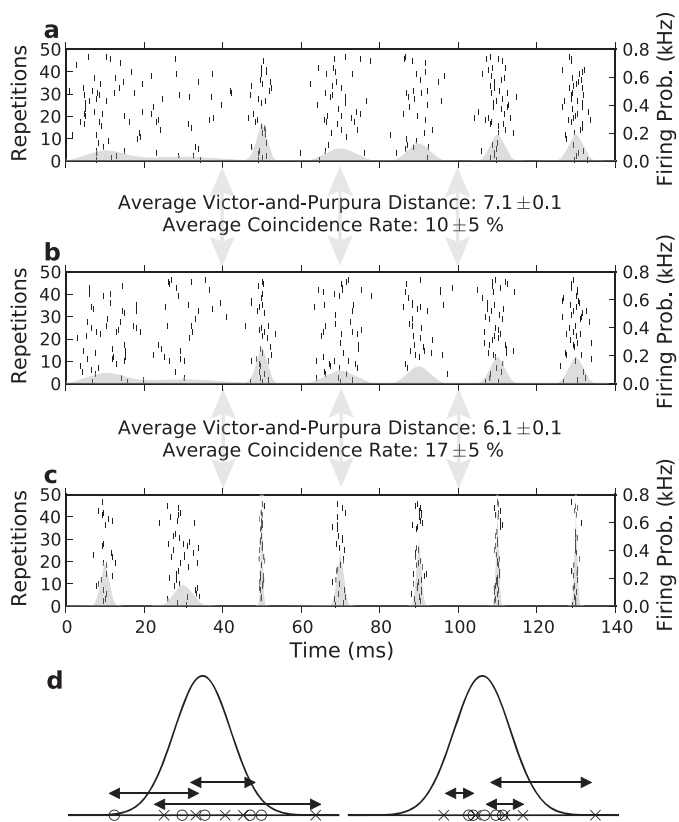 a
50
40
30
20
10
0
Repetitions
0.8
0.6
0.4
0.2
0.0
Firing Prob. (kHz)
Average Victor-and-Purpura Distance: 7.1±0.1
Average Coincidence Rate: 10±5 %
b
50
40
30
20
10
0
Repetitions
0.8
0.6
0.4
0.2
0.0
Firing Prob. (kHz)
Average Victor-and-Purpura Distance: 6.1±0.1
Average Coincidence Rate: 17±5 %
c
50
40
30
20
10
0
Repetitions
0.8
0.6
0.4
0.2
0.0
Firing Prob. (kHz)
0 20 40 60 80 100 120 140
Time (ms)
d